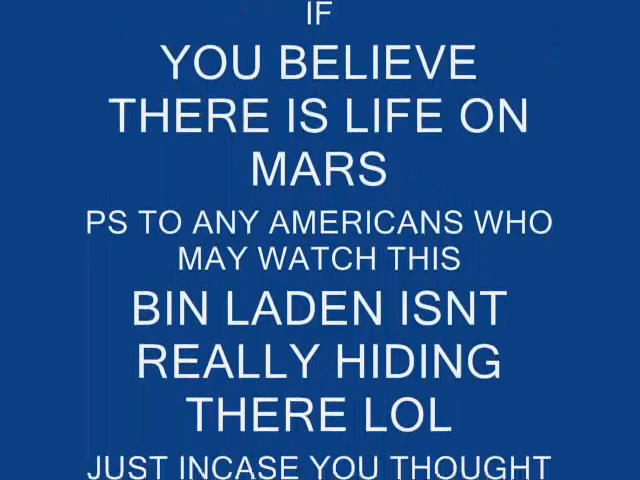 IF
YOU BELIEVE
THERE IS LIFE ON
MARS
PS TO ANY AMERICANS WHO
MAY WATCH THIS
BIN LADEN ISNT
REALLY HIDING
THERE LOL
JUST INCASE YOU THOUGHT